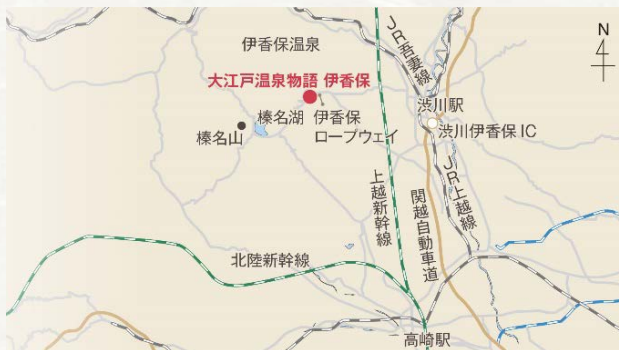 伊香保温泉
大江戸温泉物語 伊香保
榛名湖
伊香保
ロープウェイ
榛名山
JR吾妻線
N
渋川駅
渋川伊香保IC
JR上越線
上越新幹線
関越自動車道
北陸新幹線
高崎駅